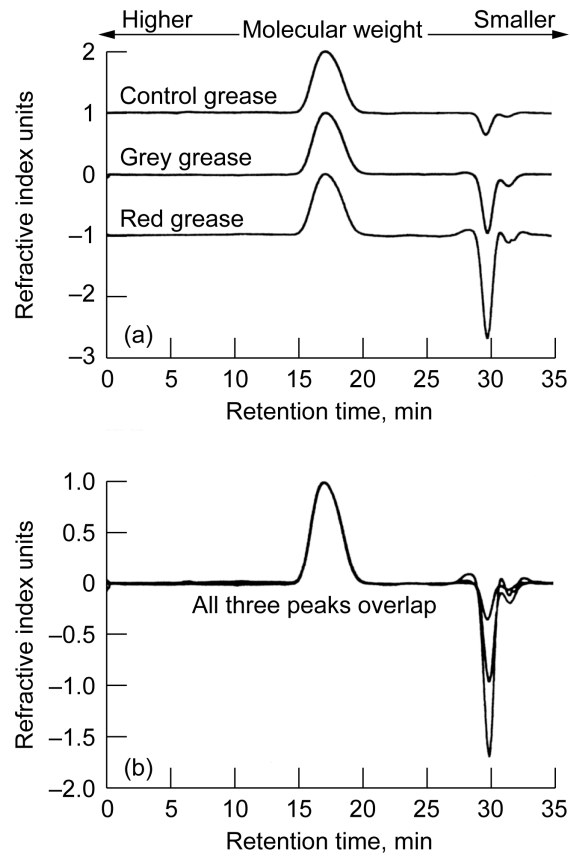 Higher Molecular weight Smaller
2
1
0
–1
–2
–3
Refractive index units
Control grease
Grey grease
Red grease
(a)
0 5 10 15 20 25 30 35
Retention time, min
1.0
0.5
0
–0.5
–1.0
–1.5
–2.0
Refractive index units
All three peaks overlap
(b)
0 5 10 15 20 25 30 35
Retention time, min